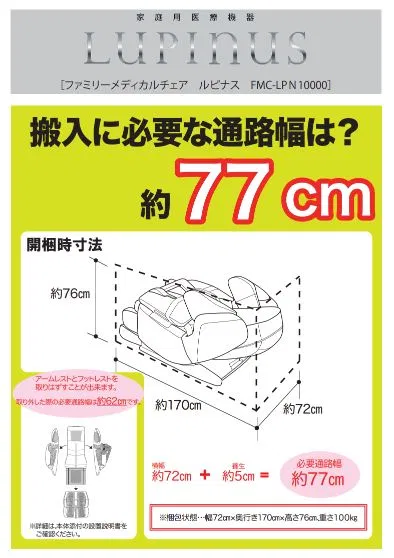 家庭用医療機器
LUPINUS
[ファミリーメディカルチェア　ルピナス　FMC-LPN10000]
搬入に必要な通路幅は？
約77cm
開梱時寸法
約76cm
約170cm
約72cm
アームレストとフットレストを
取りはずすことが出来ます。
取り外した際の必要通路幅は約62cmです。
横幅
約72cm
+
養生
約5cm
=
必要通路幅
約77cm
※詳細は、本体添付の設置説明書を
ご確認ください。
※梱包状態…幅72cm×奥行き170cm×高さ76cm、重さ100kg